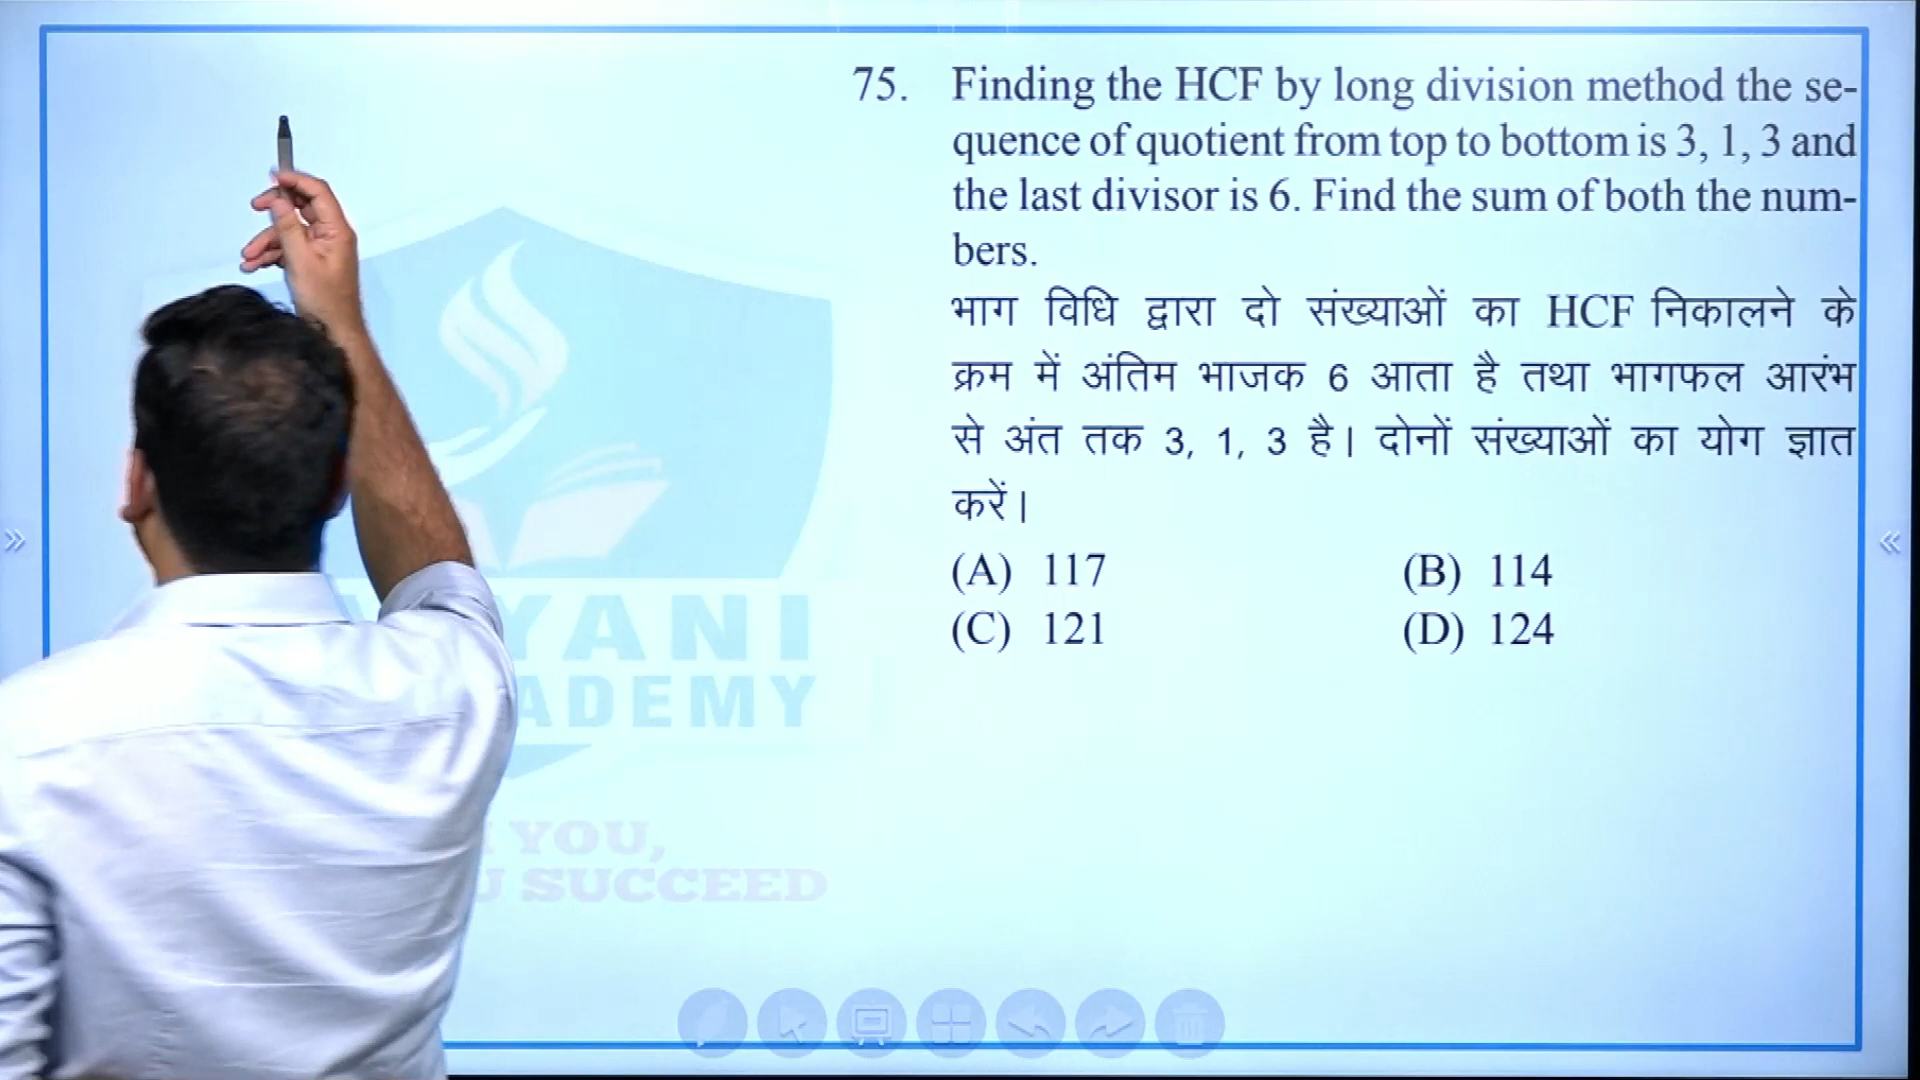 75. Finding the HCF by long division method the se-
quence of quotient from top to bottom is 3, 1, 3 and
the last divisor is 6. Find the sum of both the num-
bers.
भाग विधि द्वारा दो संख्याओं का HCF निकालने के
क्रम में अंतिम भाजक 6 आता है तथा भागफल आरंभ
से अंत तक 3, 1, 3 है। दोनों संख्याओं का योग ज्ञात
करें।
(A) 117 (B) 114
(C) 121 (D) 124
YANI
ADEMY
YOU,
U SUCCEED